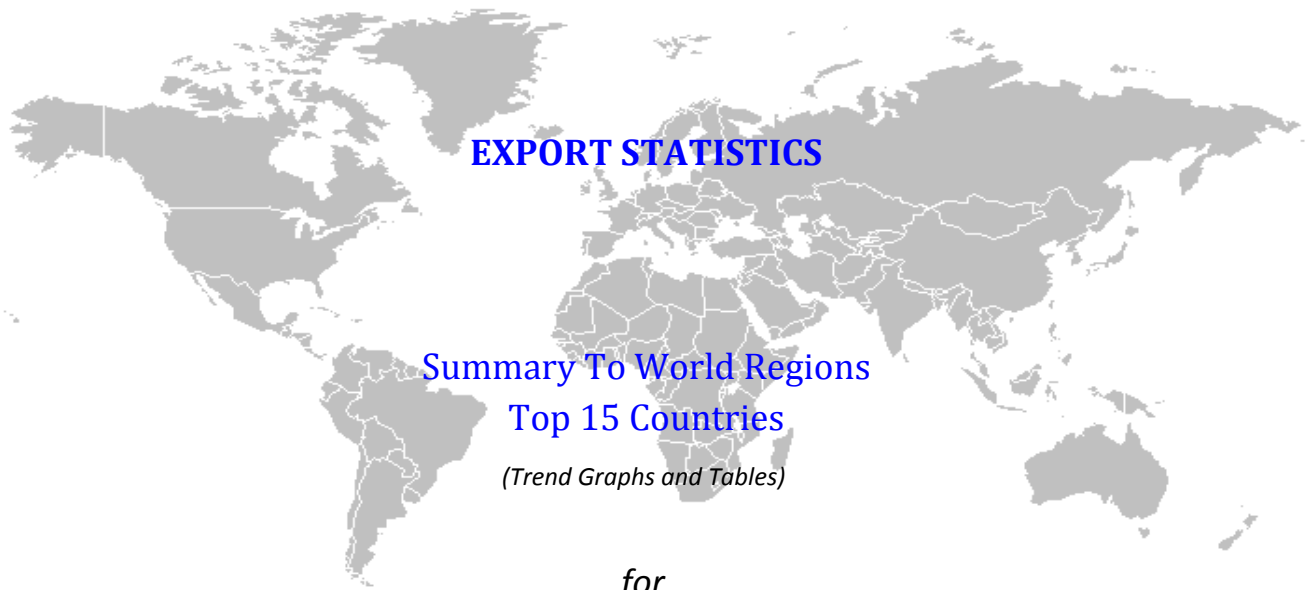 EXPORT STATISTICS
Summary To World Regions
Top 15 Countries
(Trend Graphs and Tables)
for